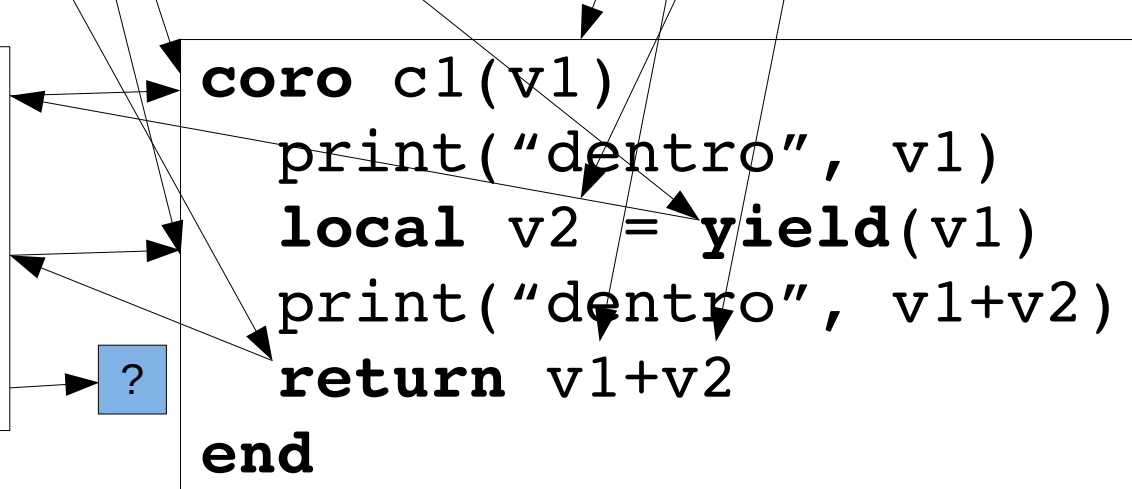 coro c1(v1)
print(“dentro”, v1)
local v2 = yield(v1)
print(“dentro”, v1+v2)
return v1+v2
?
end